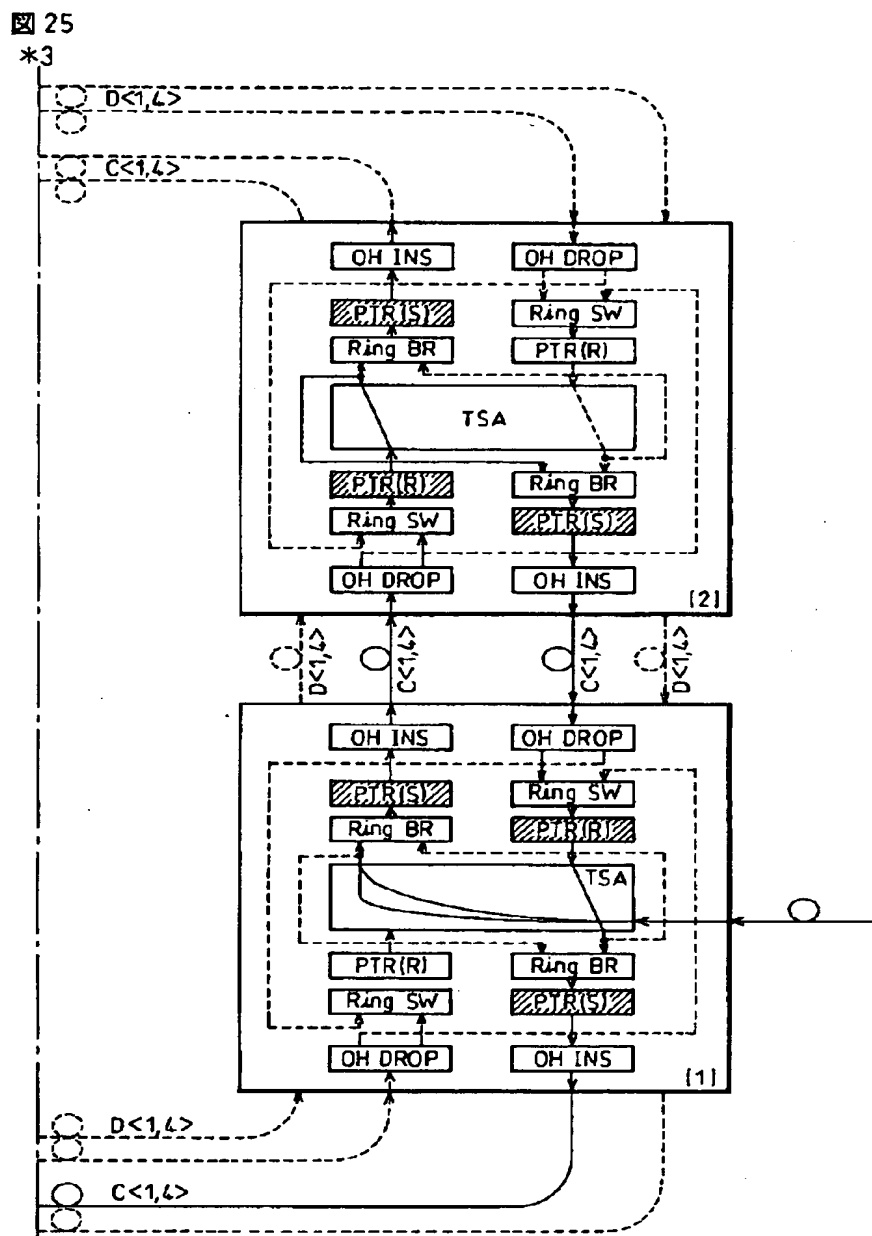 図 25
*3
D<1,4>
C<1,4>
OH INS
OH DROP
PTR(S)
Ring SW
Ring BR
PTR(R)
TSA
PTR(R)
Ring BR
Ring SW
PTR(S)
OH DROP
OH INS
(2)
D<1,4>
C<1,4>
C<1,4>
D<1,4>
OH INS
OH DROP
PTR(S)
Ring SW
Ring BR
PTR(R)
TSA
PTR(R)
Ring BR
Ring SW
PTR(S)
OH DROP
OH INS
(1)
D<1,4>
C<1,4>